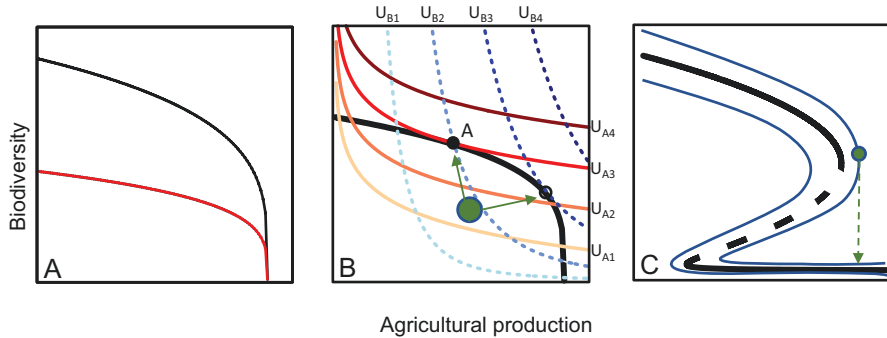 U_B1 U_B2 U_B3 U_B4
Biodiversity
A
A
U_A4
U_A3
U_A2
U_A1
B
C
Agricultural production